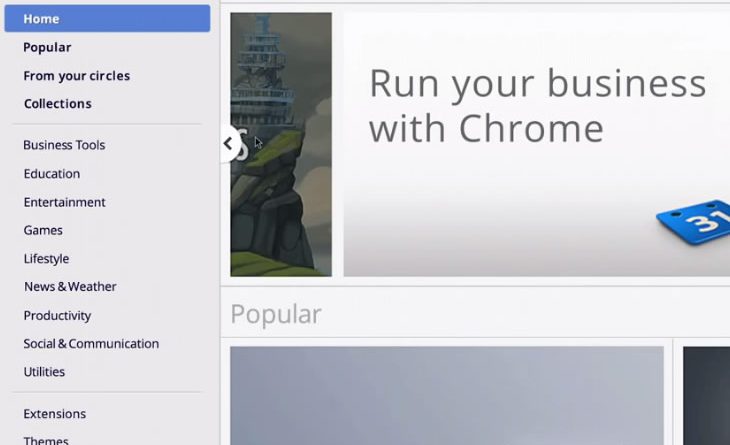 Home
Popular
From your circles
Collections
Business Tools
Education
Entertainment
Games
Lifestyle
News & Weather
Productivity
Social & Communication
Utilities
Extensions
Themes
S
Run your business
with Chrome
31
Popular